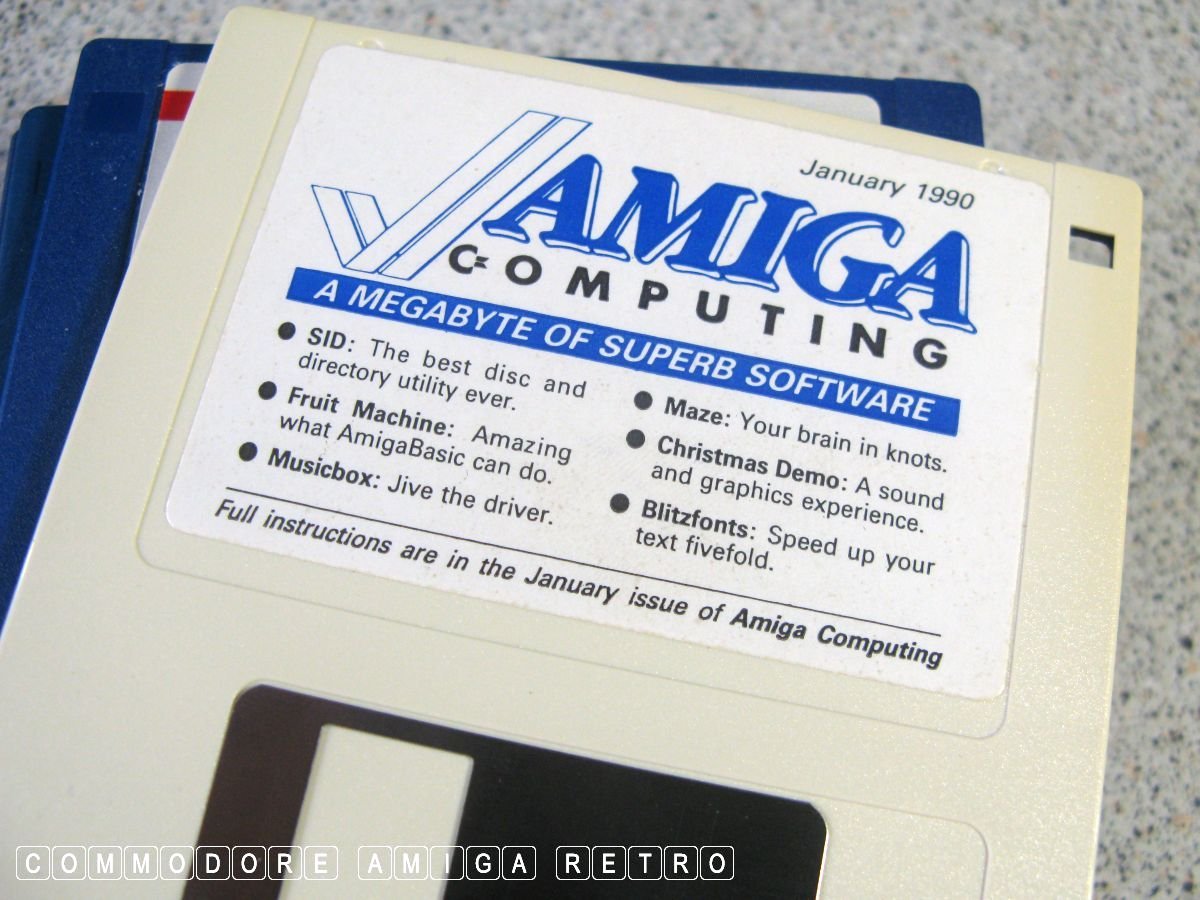 January 1990
AMIGA
COMPUTING
A MEGABYTE OF SUPERB SOFTWARE
● SID: The best disc and
directory utility ever.
● Fruit Machine: Amazing
what AmigaBasic can do.
● Musicbox: Jive the driver.
● Maze: Your brain in knots.
● Christmas Demo: A sound
and graphics experience.
● Blitzfonts: Speed up your
text fivefold.
Full instructions are in the January issue of Amiga Computing
COMMODORE AMIGA RETRO